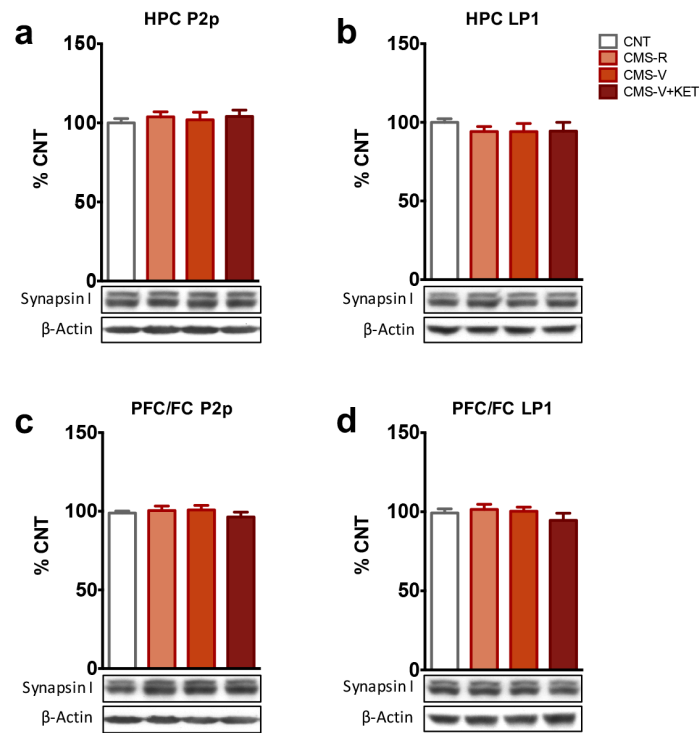 a
HPC P2p
150
100
50
0
% CNT
Synapsin I
β-Actin
b
HPC LP1
150
100
50
0
% CNT
Synapsin I
β-Actin
CNT
CMS-R
CMS-V
CMS-V+KET
c
PFC/FC P2p
150
100
50
0
% CNT
Synapsin I
β-Actin
d
PFC/FC LP1
150
100
50
0
% CNT
Synapsin I
β-Actin